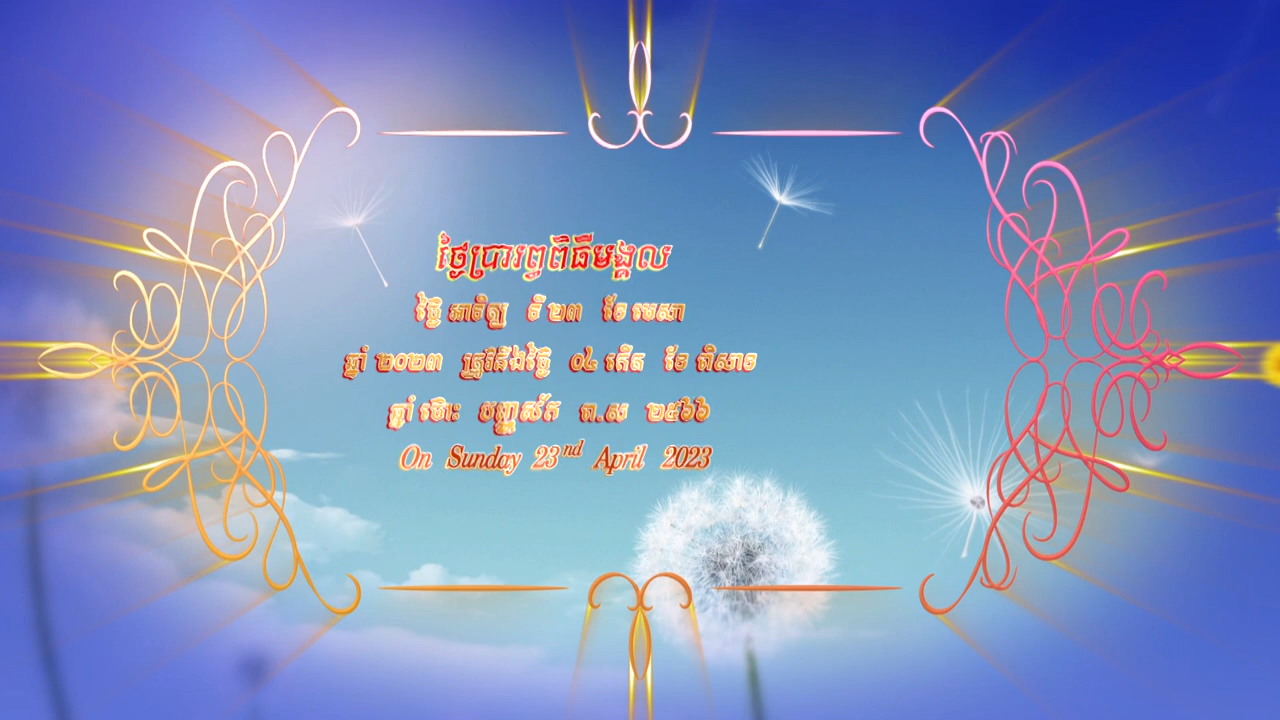 ថ្ងៃប្រារព្ធពិធីមង្គល
ថ្ងៃ អាទិត្យ ទី ២៣ ខែ មេសា
ឆ្នាំ ២០២៣ ត្រូវនឹងថ្ងៃ ០៤ កើត ខែ ពិសាខ
ឆ្នាំ ថោះ បញ្ចស័ក ព.ស ២៥៦៦
On Sunday 23nd April 2023